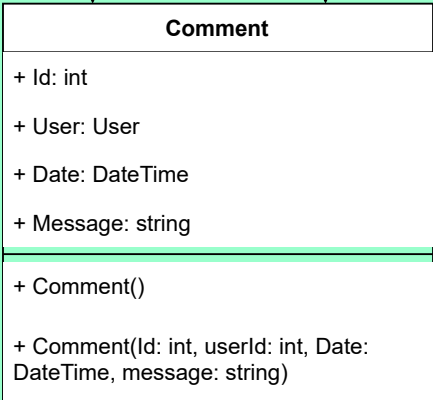 Comment
+ Id: int
+ User: User
+ Date: DateTime
+ Message: string
+ Comment()
+ Comment(Id: int, userId: int, Date:
DateTime, message: string)